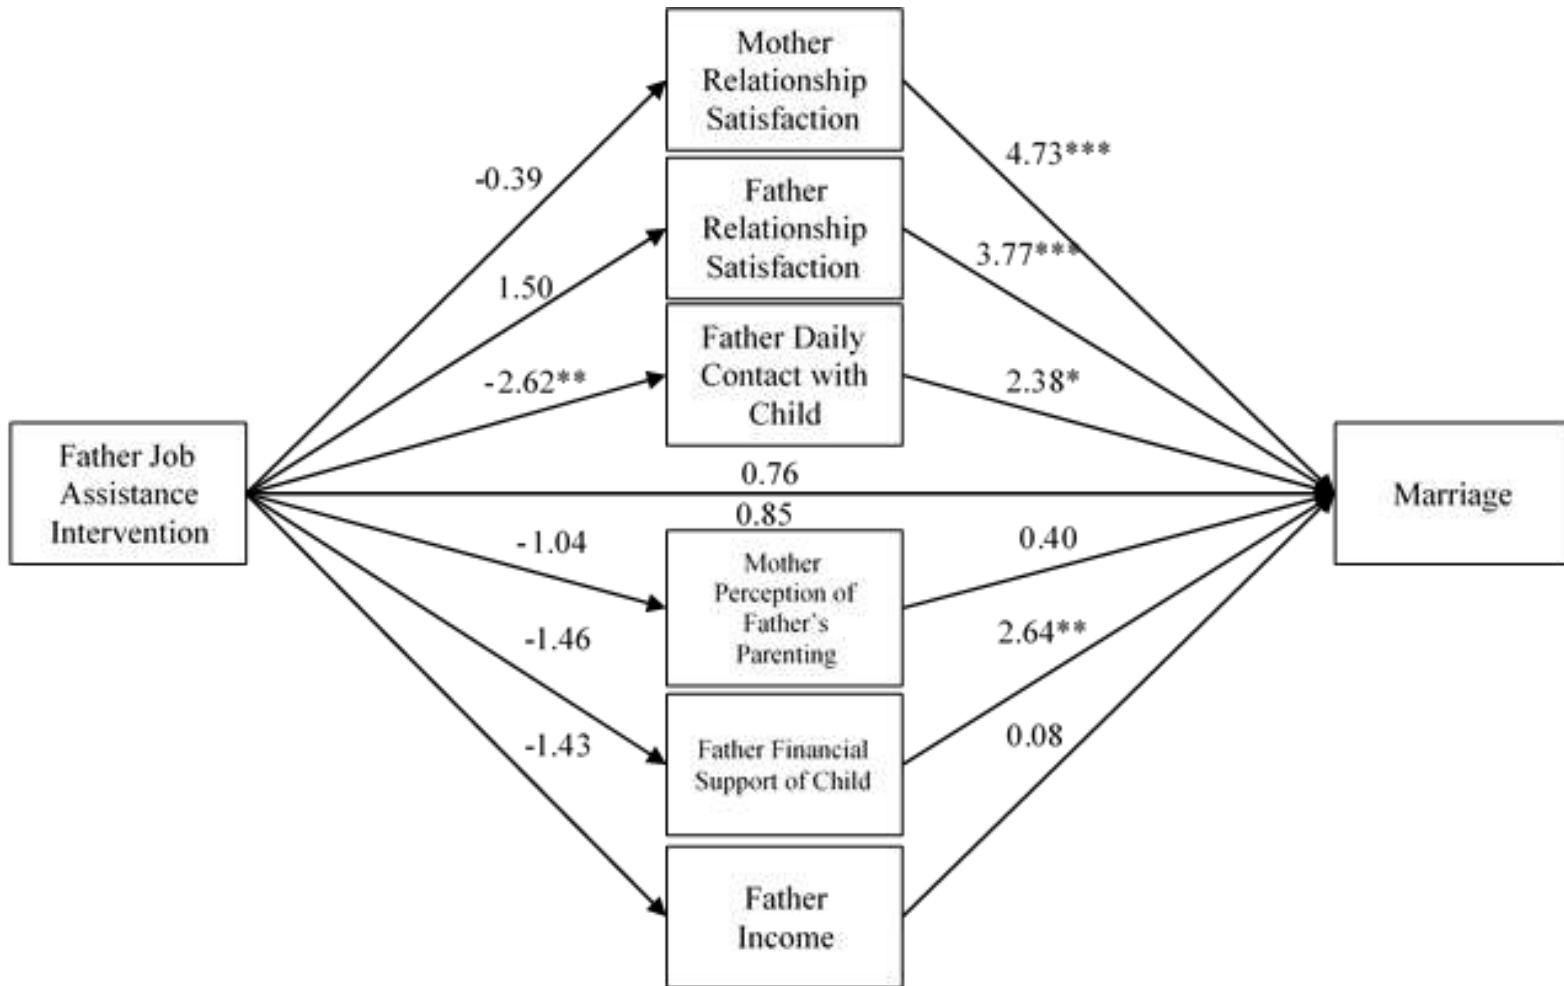 Mother
Relationship
Satisfaction
-0.39
4.73***
Father
Relationship
Satisfaction
1.50
3.77***
Father Daily
Contact with
Child
-2.62**
2.38*
Father Job
Assistance
Intervention
0.76
0.85
Marriage
-1.04
0.40
Mother
Perception of
Father's
Parenting
-1.46
2.64**
Father Financial
Support of Child
-1.43
0.08
Father
Income